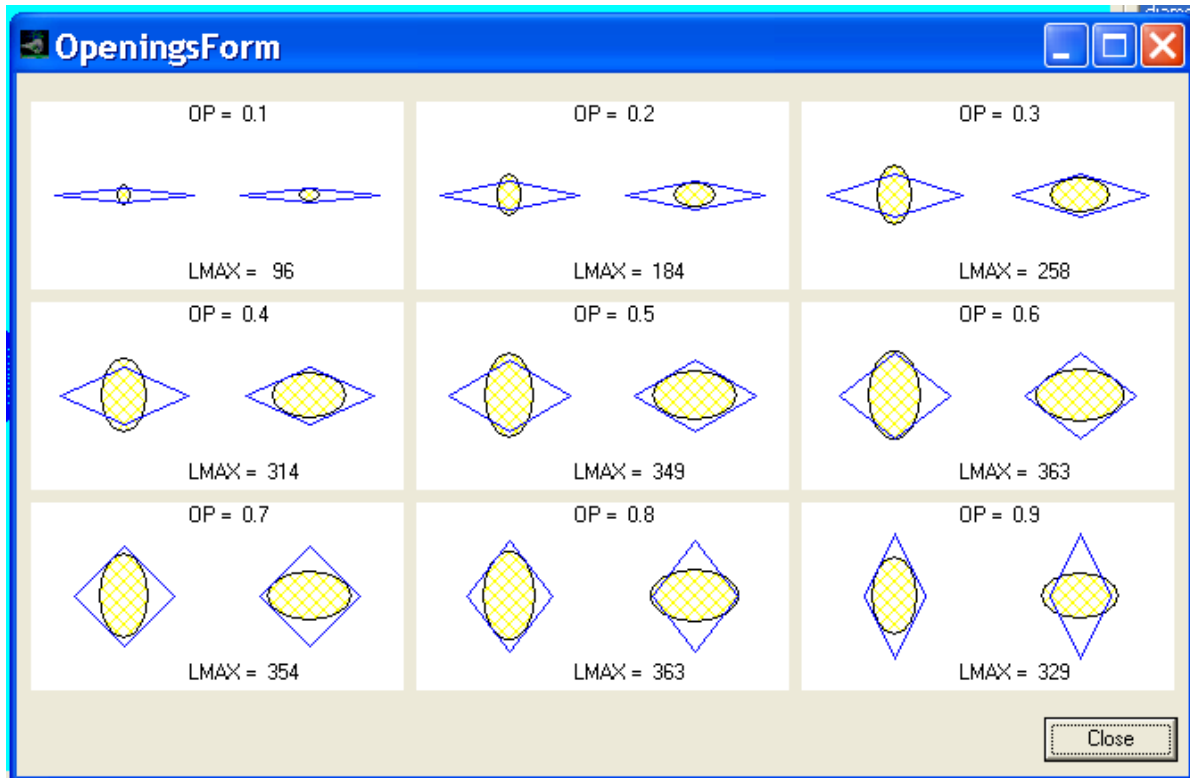 diame
OpeningsForm
OP = 0.1
OP = 0.2
OP = 0.3
LMAX = 96
LMAX = 184
LMAX = 258
OP = 0.4
OP = 0.5
OP = 0.6
LMAX = 314
LMAX = 349
LMAX = 363
OP = 0.7
OP = 0.8
OP = 0.9
LMAX = 354
LMAX = 363
LMAX = 329
Close